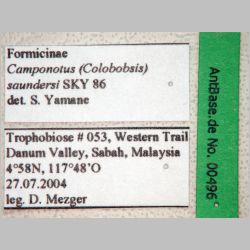 Formicinae
Camponotus (Colobobsis)
saundersi SKY 86
det. S. Yamane
Trophobiose # 053, Western Trail
Danum Valley, Sabah, Malaysia
4°58N, 117°48'O
27.07.2004
leg. D. Mezger
AntBase.de No. 00496